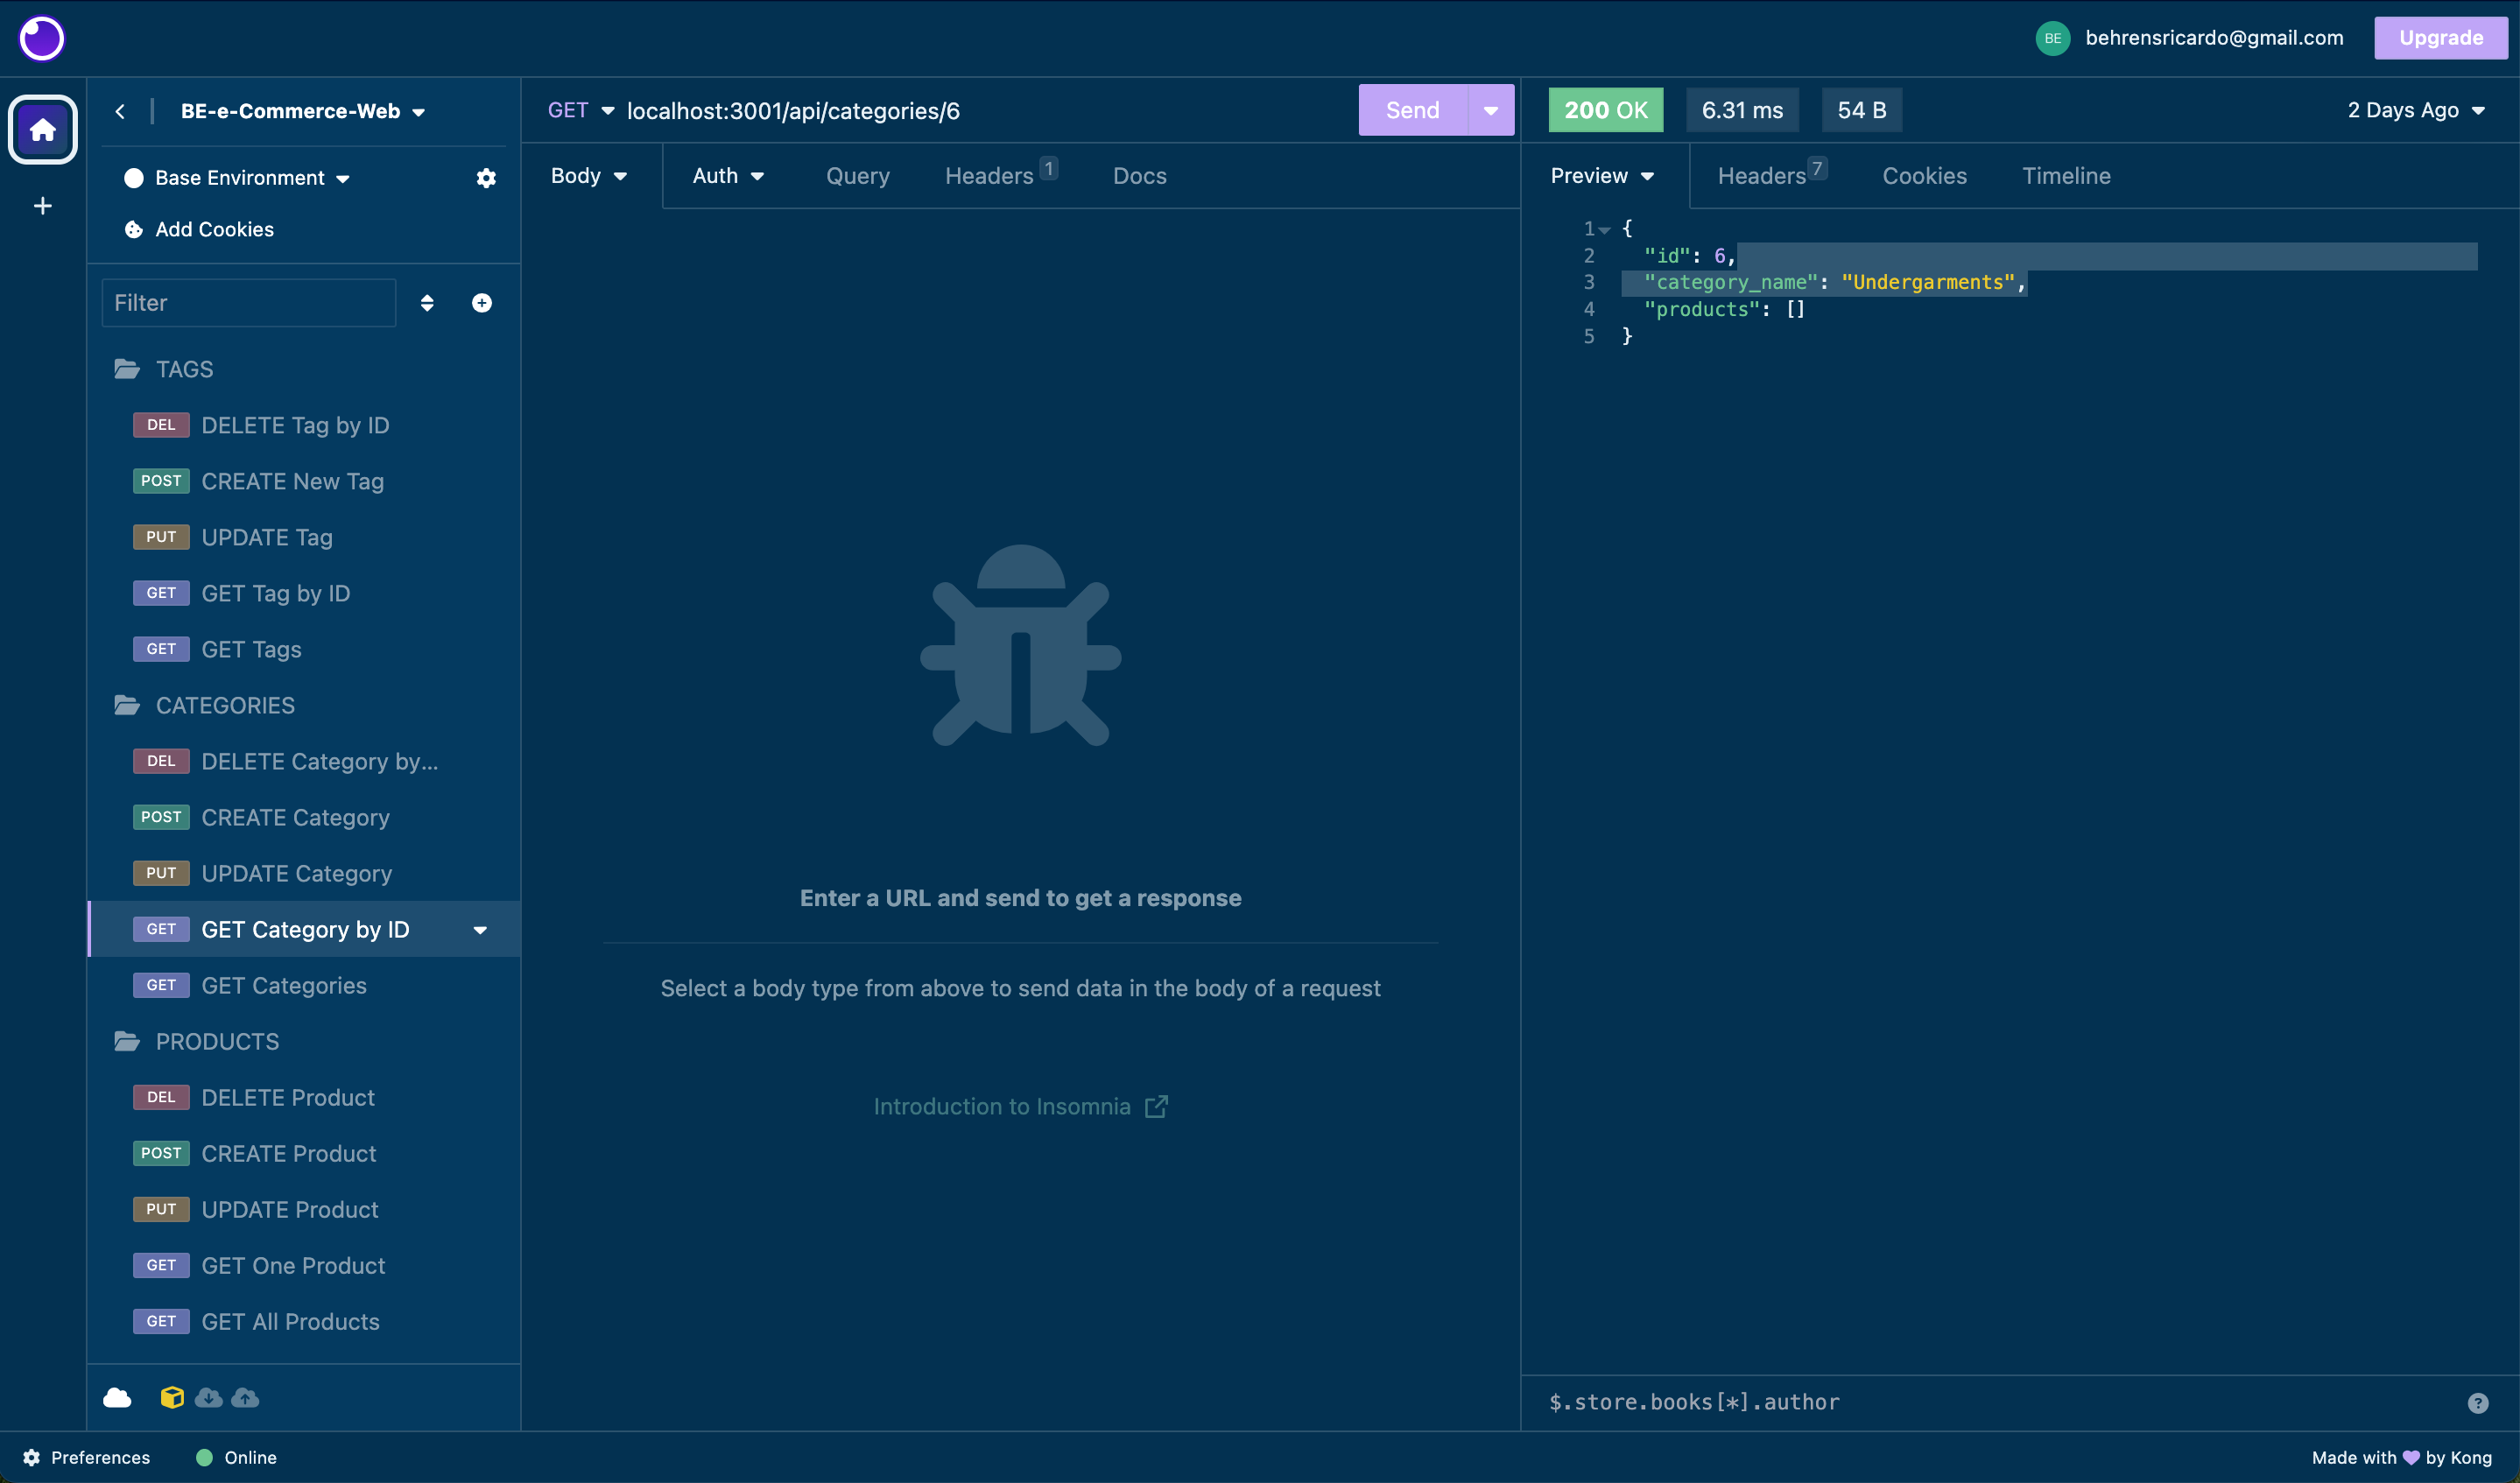 BE behrensricardo@gmail.com Upgrade
BE-e-Commerce-Web
Base Environment
Add Cookies
Filter
TAGS
DEL DELETE Tag by ID
POST CREATE New Tag
PUT UPDATE Tag
GET GET Tag by ID
GET GET Tags
CATEGORIES
DEL DELETE Category by...
POST CREATE Category
PUT UPDATE Category
GET GET Category by ID
GET GET Categories
PRODUCTS
DEL DELETE Product
POST CREATE Product
PUT UPDATE Product
GET GET One Product
GET GET All Products
GET localhost:3001/api/categories/6 Send
Body Auth Query Headers 1 Docs
Enter a URL and send to get a response
Select a body type from above to send data in the body of a request
Introduction to Insomnia
200 OK 6.31 ms 54 B 2 Days Ago
Preview Headers 7 Cookies Timeline
1 {
2 "id": 6,
3 "category_name": "Undergarments",
4 "products": []
5 }
$.store.books[*].author ?
Preferences Online Made with 💜 by Kong